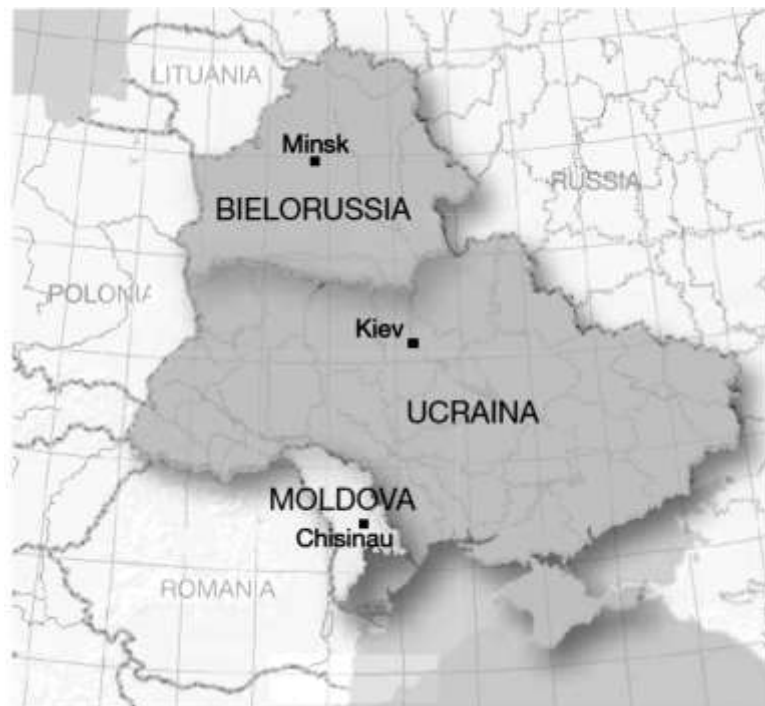 LITUANIA
Minsk
RUSSIA
BIELORUSSIA
POLONIA
Kiev
UCRAINA
MOLDOVA
Chisinau
ROMANIA